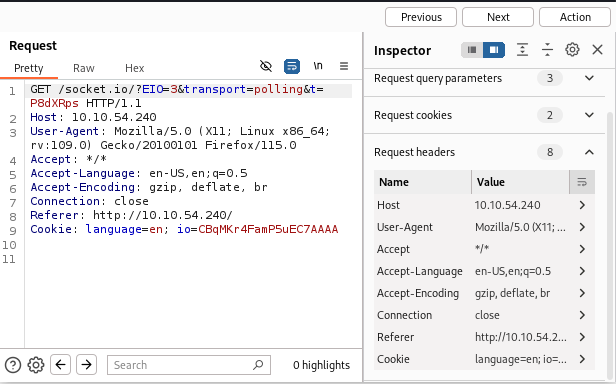 Previous
Next
Action
Request
Pretty
Raw
Hex
\n
1 GET /socket.io/?EIO=3&transport=polling&t=
P8dXRps HTTP/1.1
2 Host: 10.10.54.240
3 User-Agent: Mozilla/5.0 (X11; Linux x86_64;
rv:109.0) Gecko/20100101 Firefox/115.0
4 Accept: */*
5 Accept-Language: en-US,en;q=0.5
6 Accept-Encoding: gzip, deflate, br
7 Connection: close
8 Referer: http://10.10.54.240/
9 Cookie: language=en; io=CBqMKr4FamP5uEC7AAAA
10
11
Search
0 highlights
Inspector
Request query parameters 3
Request cookies 2
Request headers 8
Name Value
Host 10.10.54.240
User-Agent Mozilla/5.0 (X11; ...
Accept */*
Accept-Language en-US,en;q=0.5
Accept-Encoding gzip, deflate, br
Connection close
Referer http://10.10.54.2...
Cookie language=en; io=...